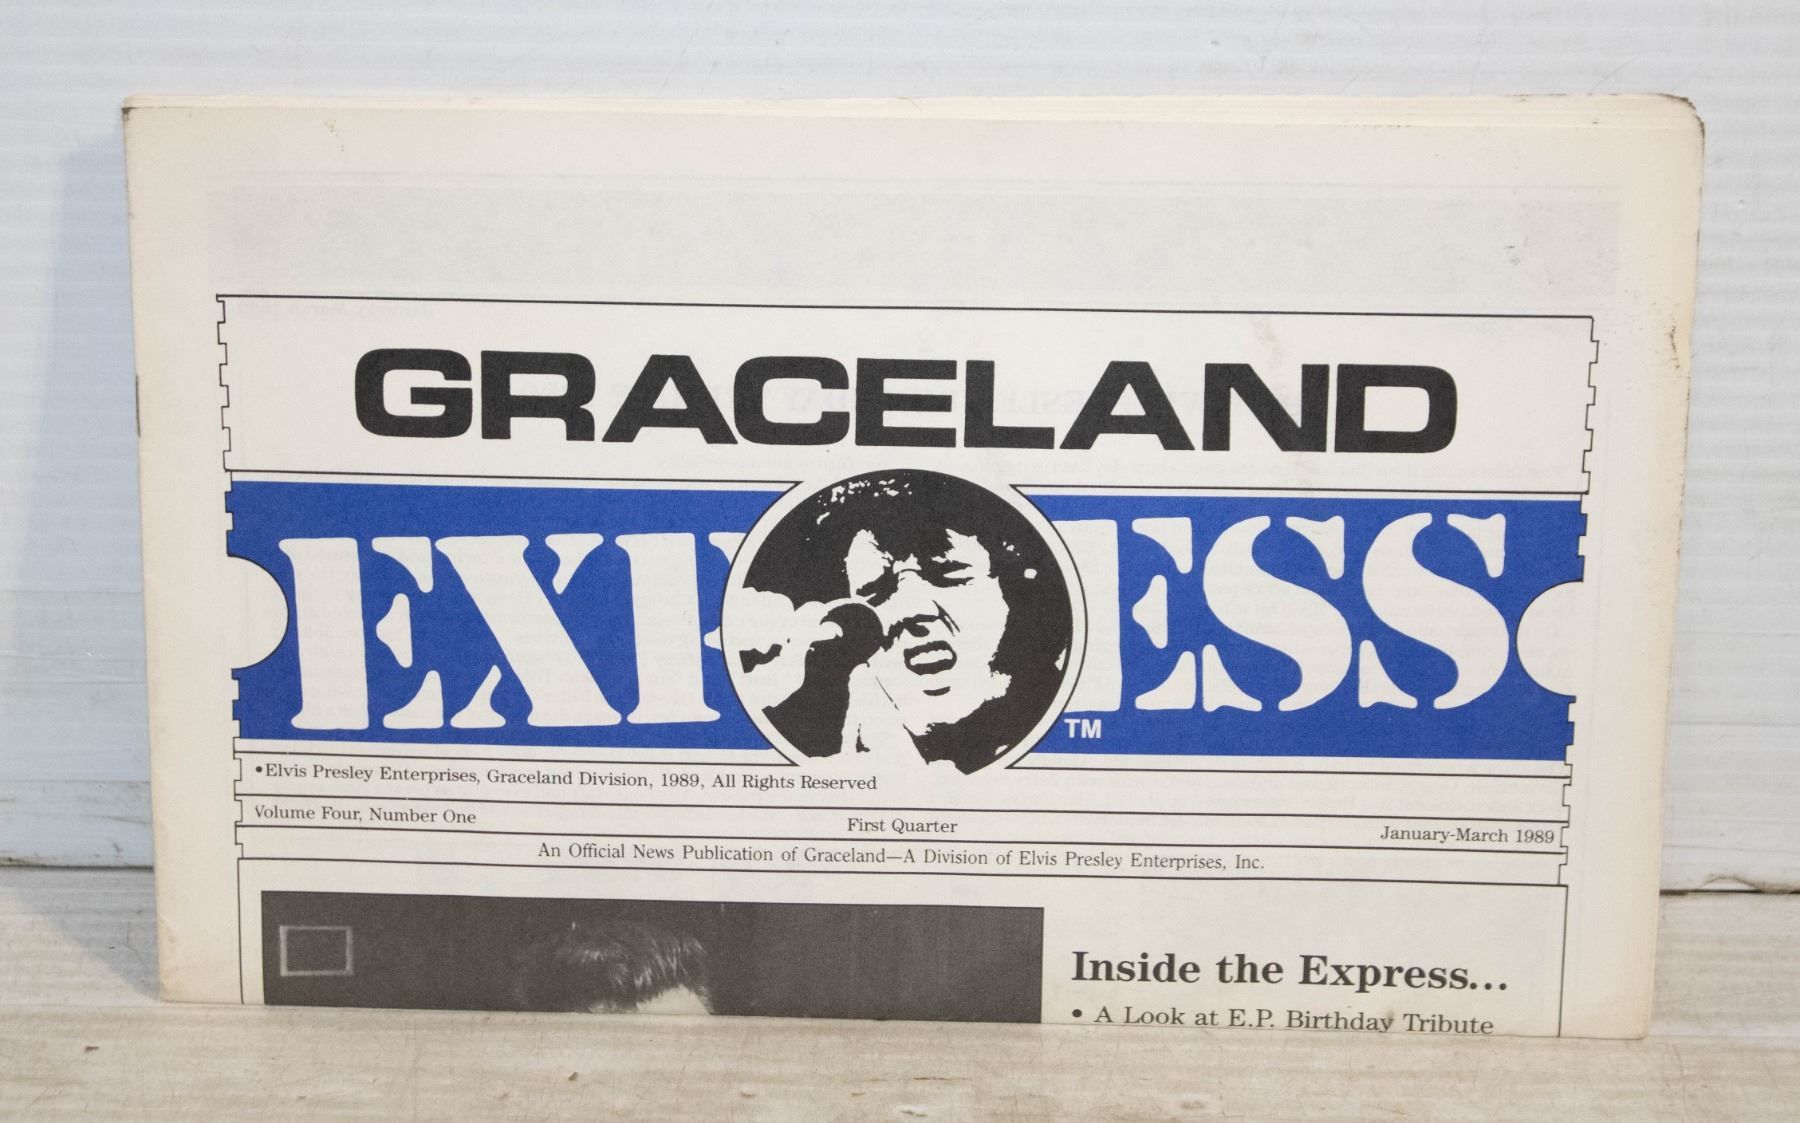 GRACELAND
EXPRESS
TM
•Elvis Presley Enterprises, Graceland Division, 1989, All Rights Reserved
Volume Four, Number One First Quarter January-March 1989
An Official News Publication of Graceland—A Division of Elvis Presley Enterprises, Inc.
Inside the Express...
• A Look at E.P. Birthday Tribute